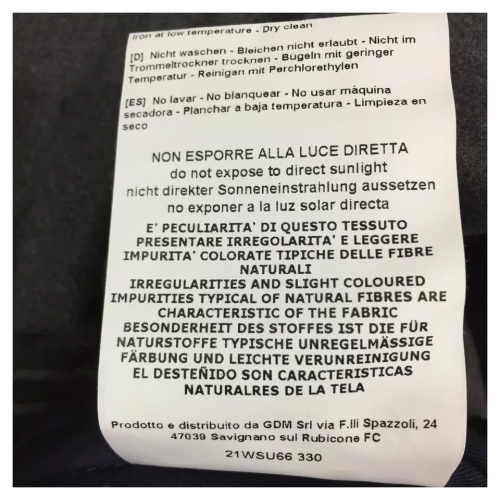 Iron at low temperature - Dry clean
[D] Nicht waschen - Bleichen nicht erlaubt - Nicht im
Trommeltrockner trocknen - Bügeln mit geringer
Temperatur - Reinigen mit Perchlorethylen
[ES] No lavar - No blanquear - No usar máquina
secadora - Planchar a baja temperatura - Limpieza en
seco
NON ESPORRE ALLA LUCE DIRETTA
do not expose to direct sunlight
nicht direkter Sonneneinstrahlung aussetzen
no exponer a la luz solar directa
E' PECULIARITA' DI QUESTO TESSUTO
PRESENTARE IRREGOLARITA' E LEGGERE
IMPURITA' COLORATE TIPICHE DELLE FIBRE
NATURALI
IRREGULARITIES AND SLIGHT COLOURED
IMPURITIES TYPICAL OF NATURAL FIBRES ARE
CHARACTERISTIC OF THE FABRIC
BESONDERHEIT DES STOFFES IST DIE FÜR
NATURSTOFFE TYPISCHE UNREGELMÄSSIGE
FÄRBUNG UND LEICHTE VERUNREINIGUNG
EL DESTEÑIDO SON CARACTERISTICAS
NATURALRES DE LA TELA
Prodotto e distribuito da GDM Srl via F.lli Spazzoli, 24
47039 Savignano sul Rubicone FC
21WSU66 330